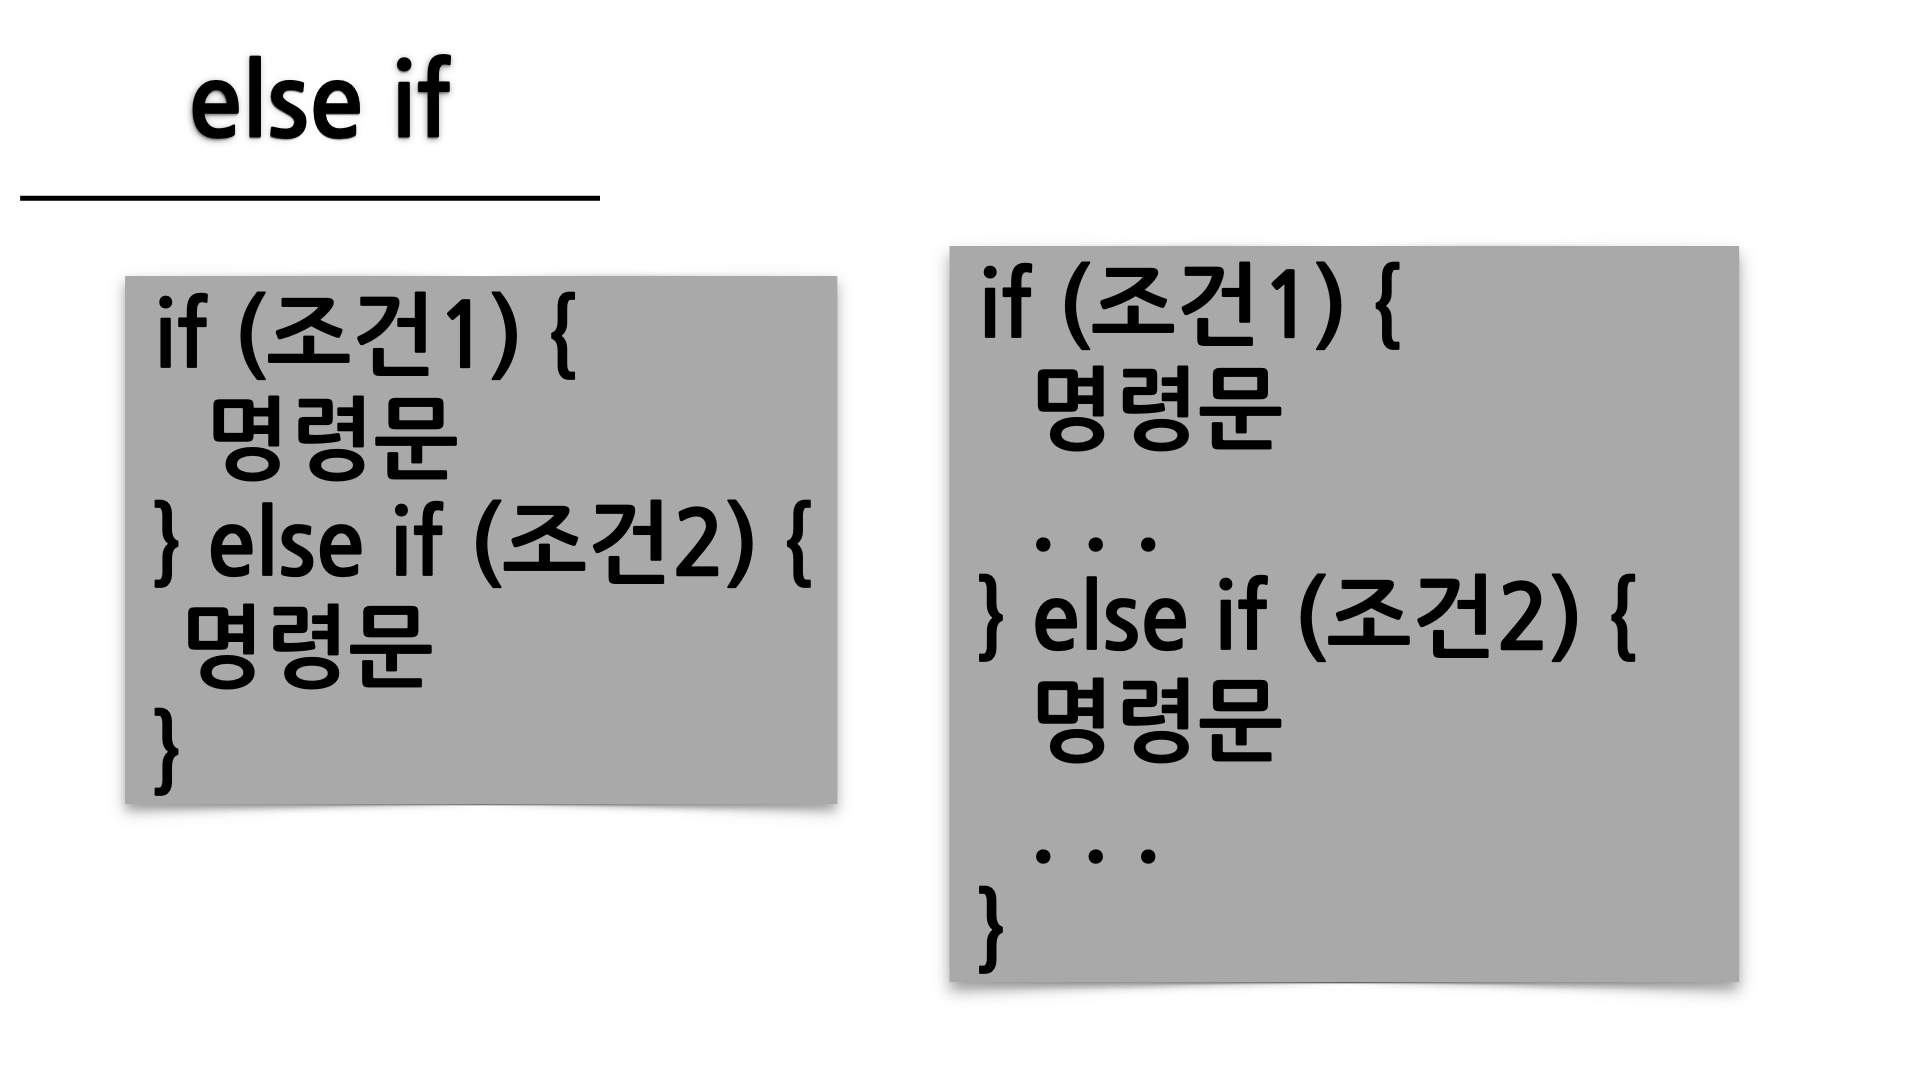 else if
if (조건1) {
명령문
} else if (조건2) {
명령문
}
if (조건1) {
명령문
. . .
} else if (조건2) {
명령문
. . .
}